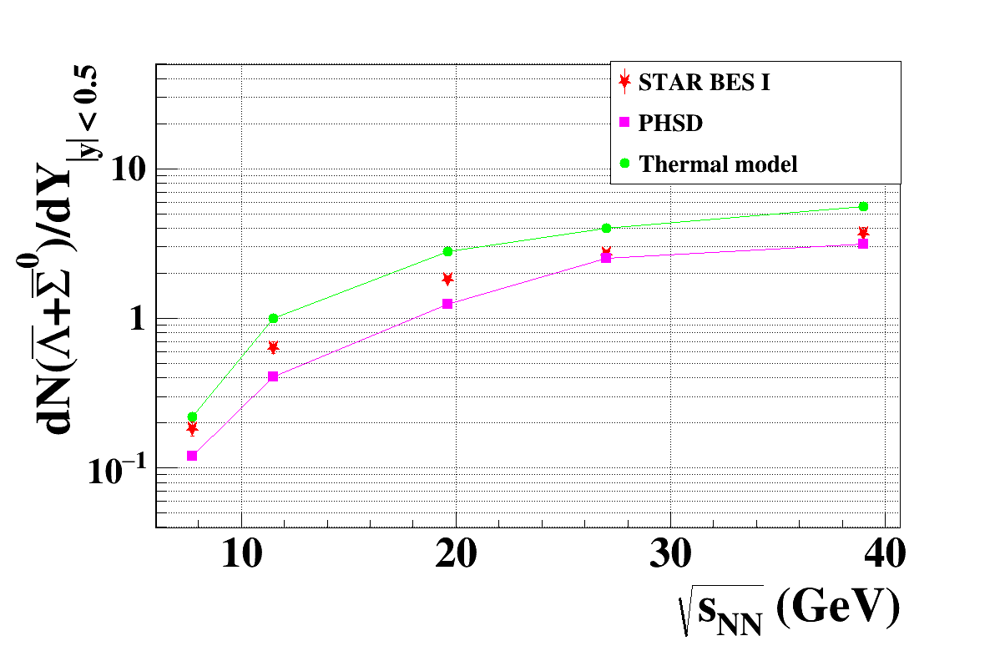 dN(Λ̅+Σ̅⁰)/dY|y| < 0.5
STAR BES I
PHSD
Thermal model
10
1
10⁻¹
10 20 30 40
√sNN (GeV)